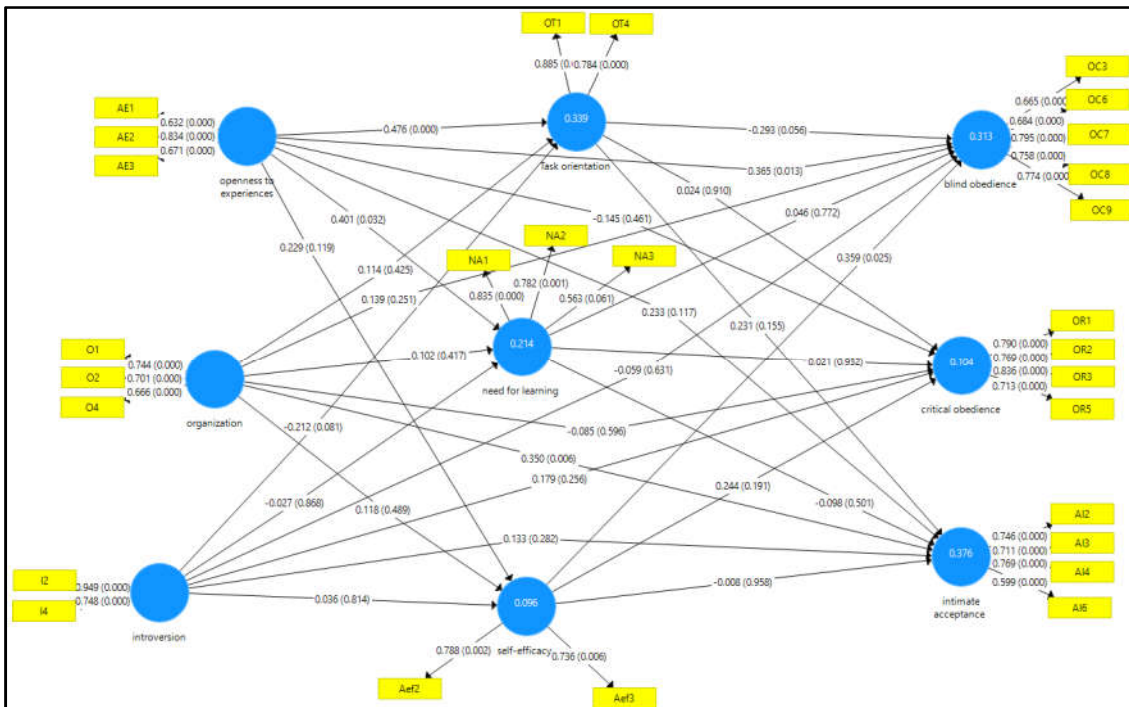 OT1
OT4
0.885 (0.
0.784 (0.000)
AE1
AE2
AE3
0.632 (0.000)
0.834 (0.000)
0.671 (0.000)
openness to
experiences
0.476 (0.000)
0.339
Task orientation
-0.293 (0.056)
0.365 (0.013)
0.024 (0.910)
0.313
blind obedience
OC3
OC6
OC7
OC8
OC9
0.665 (0.000
0.684 (0.000)
0.795 (0.000)
0.758 (0.000)
0.774 (0.000
0.401 (0.032)
0.229 (0.119)
-0.145 (0.461)
0.046 (0.772)
0.359 (0.025)
NA1
NA2
NA3
0.835 (0.000)
0.782 (0.001)
0.563 (0.061)
0.114 (0.425)
0.139 (0.251)
0.233 (0.117)
0.231 (0.155)
O1
O2
O4
0.744 (0.000)
0.701 (0.000)
0.666 (0.000)
organization
0.102 (0.417)
0.214
need for learning
-0.059 (0.631)
0.021 (0.932)
0.104
critical obedience
OR1
OR2
OR3
OR5
0.790 (0.000)
0.769 (0.000)
0.836 (0.000)
0.713 (0.000)
-0.212 (0.081)
-0.085 (0.596)
0.350 (0.006)
0.179 (0.256)
-0.027 (0.868)
0.118 (0.489)
0.244 (0.191)
-0.098 (0.501)
0.133 (0.282)
I2
I4
0.949 (0.000)
0.748 (0.000)
introversion
0.036 (0.814)
0.096
self-efficacy
-0.008 (0.958)
0.376
intimate
acceptance
AI2
AI3
AI4
AI6
0.746 (0.000)
0.711 (0.000)
0.769 (0.000)
0.599 (0.000)
0.788 (0.002)
0.736 (0.006)
Aef2
Aef3